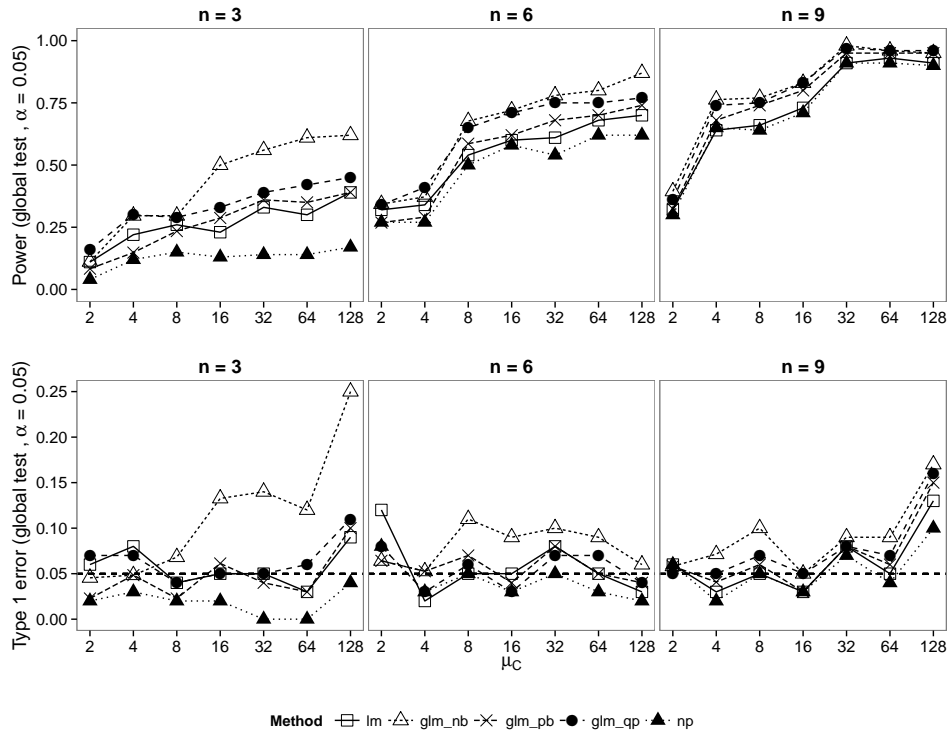 n = 3
n = 6
n = 9
Power (global test , α = 0.05)
1.00
0.75
0.50
0.25
0.00
2 4 8 16 32 64 128
2 4 8 16 32 64 128
2 4 8 16 32 64 128
n = 3
n = 6
n = 9
Type 1 error (global test , α = 0.05)
0.25
0.20
0.15
0.10
0.05
0.00
2 4 8 16 32 64 128
2 4 8 16 32 64 128
2 4 8 16 32 64 128
μC
Method lm glm_nb glm_pb glm_qp np